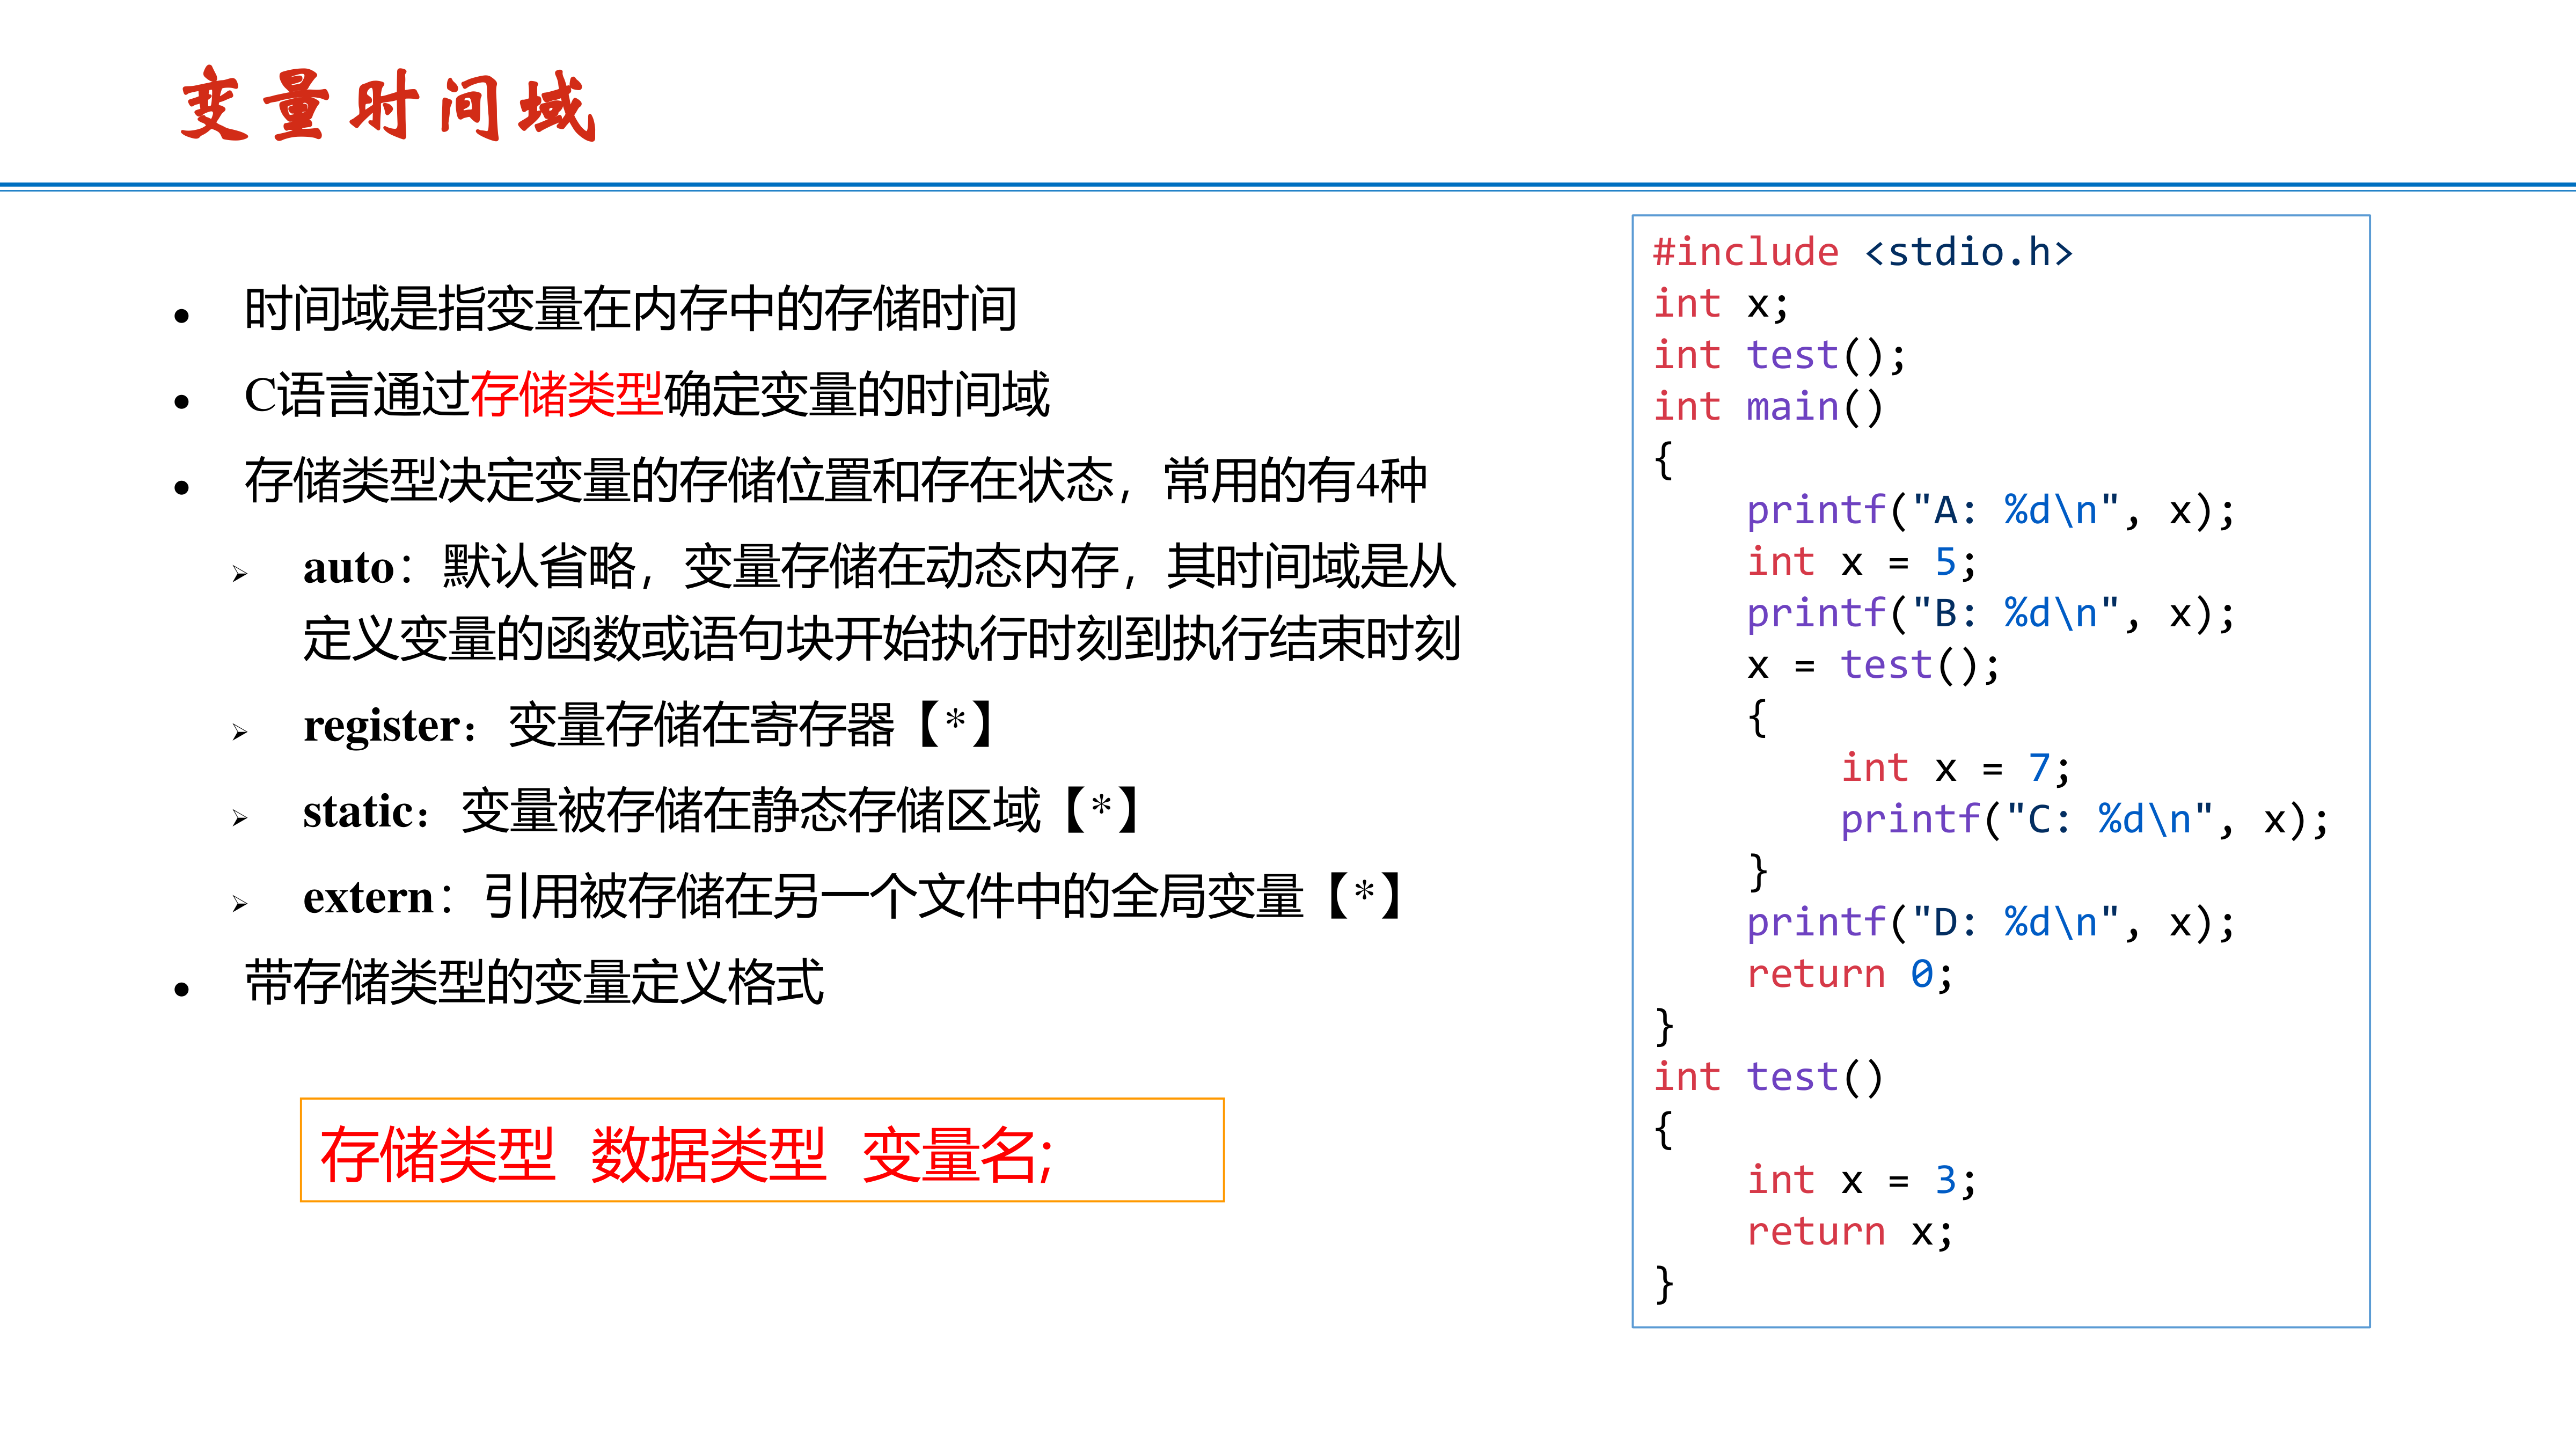 变量时间域
• 时间域是指变量在内存中的存储时间
• C语言通过存储类型确定变量的时间域
• 存储类型决定变量的存储位置和存在状态，常用的有4种
➢ auto：默认省略，变量存储在动态内存，其时间域是从
定义变量的函数或语句块开始执行时刻到执行结束时刻
➢ register：变量存储在寄存器【*】
➢ static：变量被存储在静态存储区域【*】
➢ extern：引用被存储在另一个文件中的全局变量【*】
• 带存储类型的变量定义格式
存储类型 数据类型 变量名;
#include <stdio.h>
int x;
int test();
int main()
{
    printf("A: %d\n", x);
    int x = 5;
    printf("B: %d\n", x);
    x = test();
    {
        int x = 7;
        printf("C: %d\n", x);
    }
    printf("D: %d\n", x);
    return 0;
}
int test()
{
    int x = 3;
    return x;
}